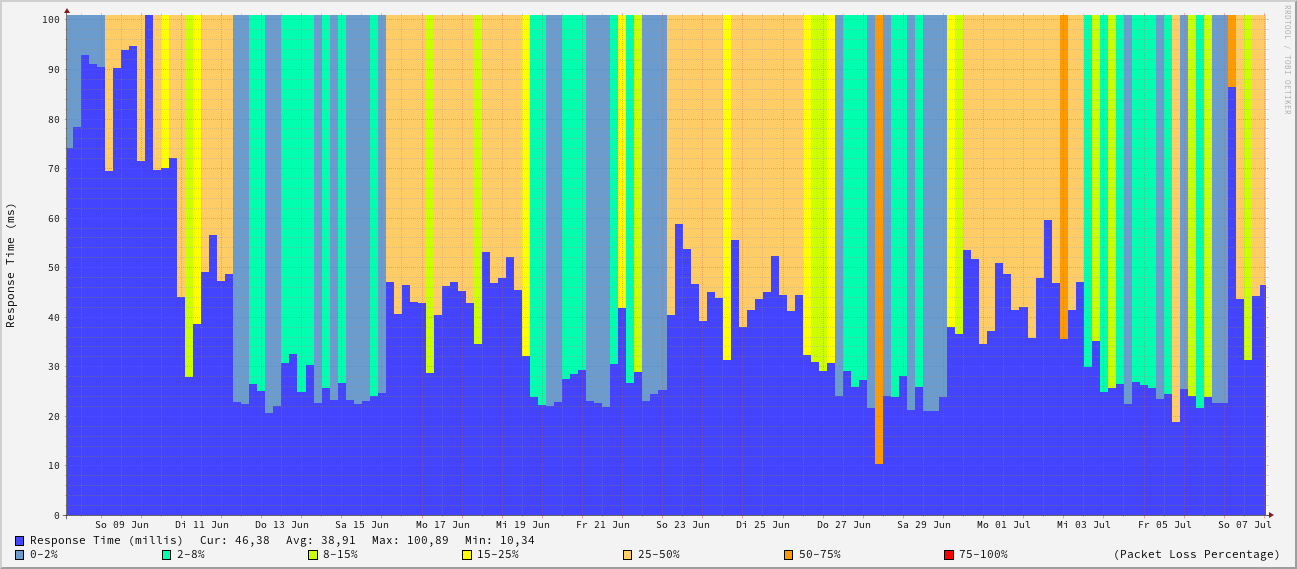 RRDTOOL / TOBI OETIKER
Response Time (ms)
100
90
80
70
60
50
40
30
20
10
0
So 09 Jun Di 11 Jun Do 13 Jun Sa 15 Jun Mo 17 Jun Mi 19 Jun Fr 21 Jun So 23 Jun Di 25 Jun Do 27 Jun Sa 29 Jun Mo 01 Jul Mi 03 Jul Fr 05 Jul So 07 Jul
Response Time (millis) Cur: 46,38 Avg: 38,91 Max: 100,89 Min: 10,34
0-2% 2-8% 8-15% 15-25% 25-50% 50-75% 75-100% (Packet Loss Percentage)